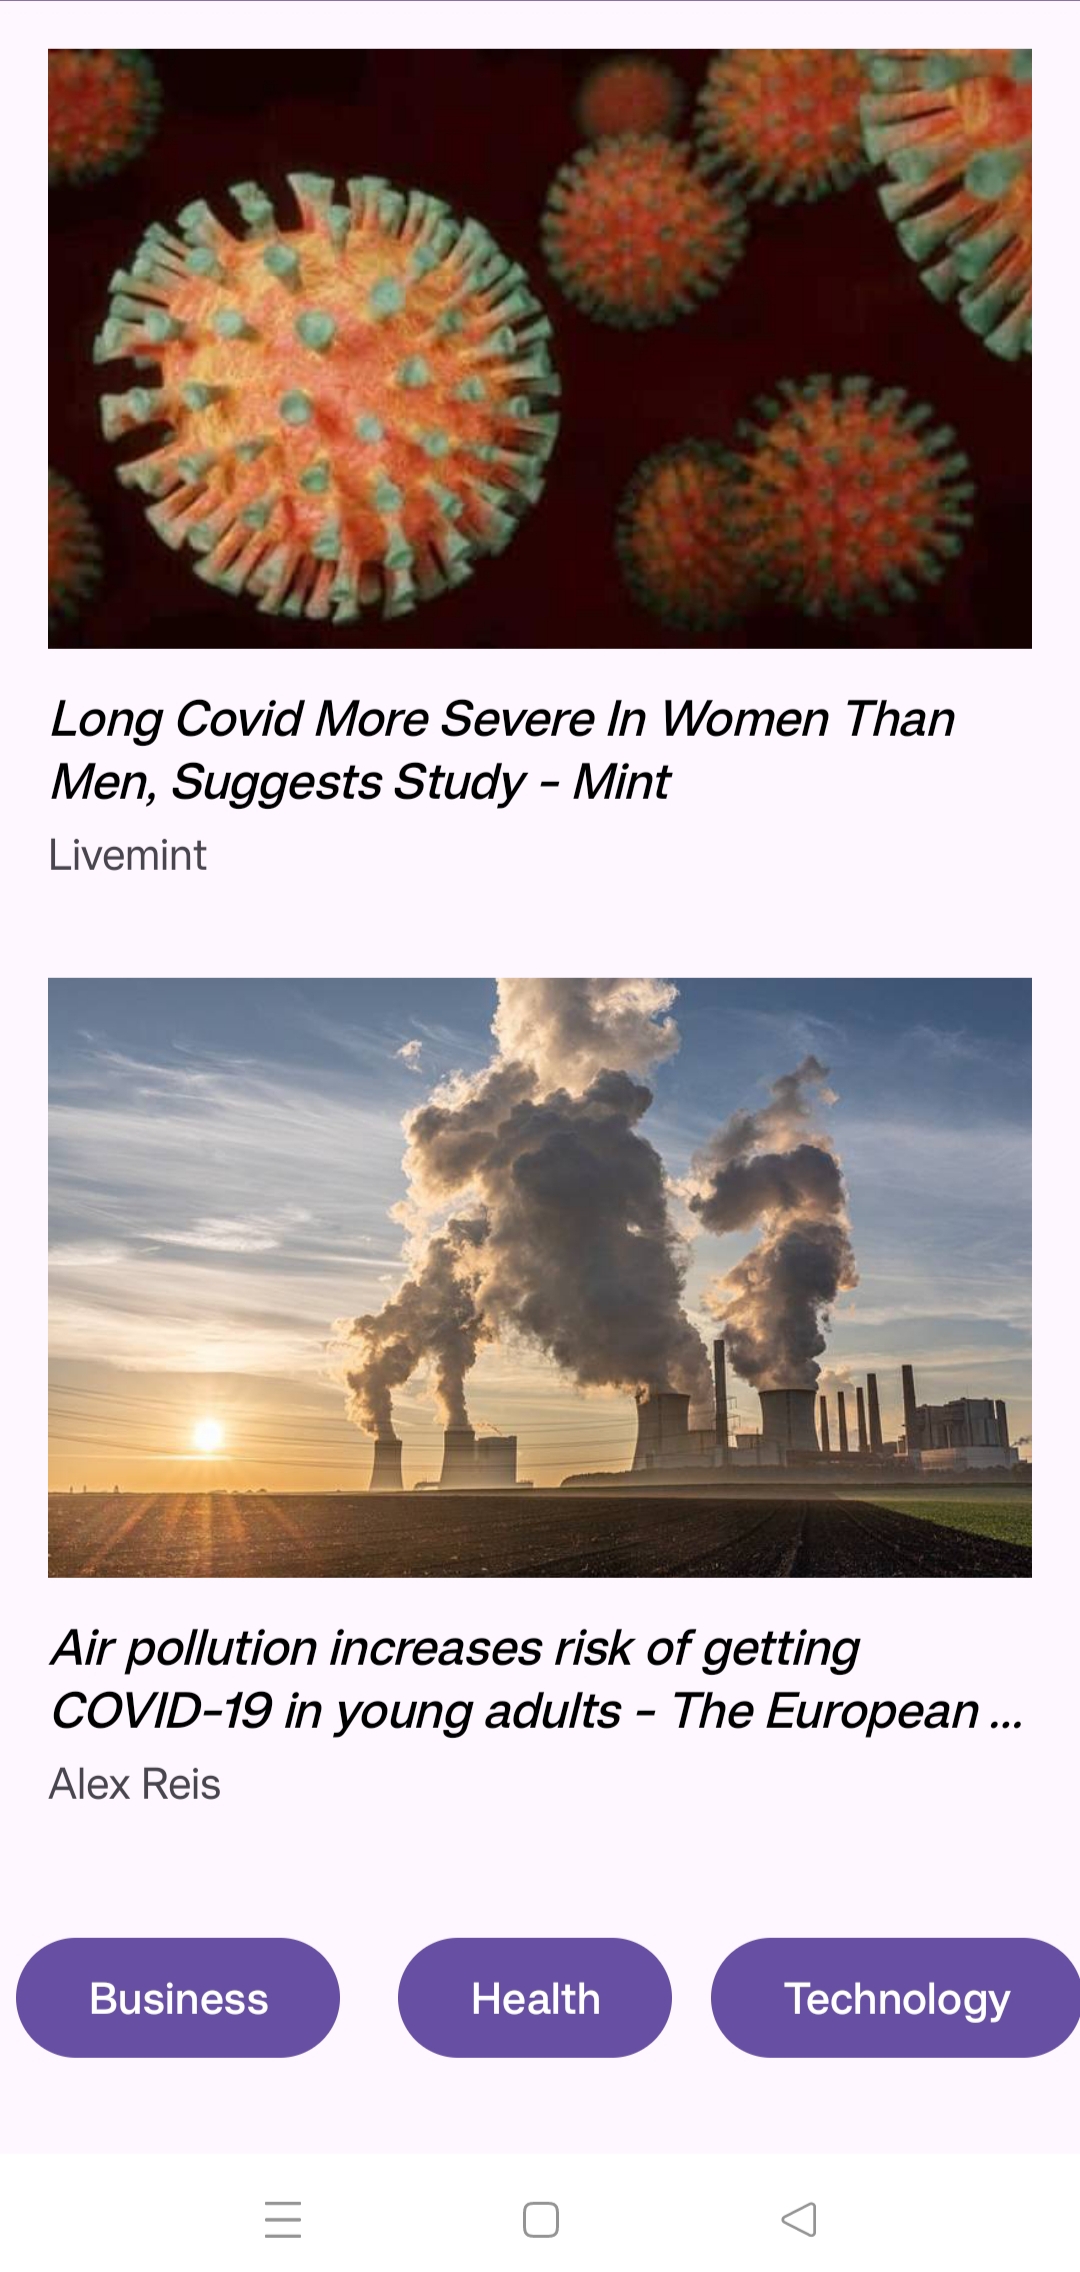 Long Covid More Severe In Women Than
Men, Suggests Study - Mint
Livemint
Air pollution increases risk of getting
COVID-19 in young adults - The European ...
Alex Reis
Business
Health
Technology